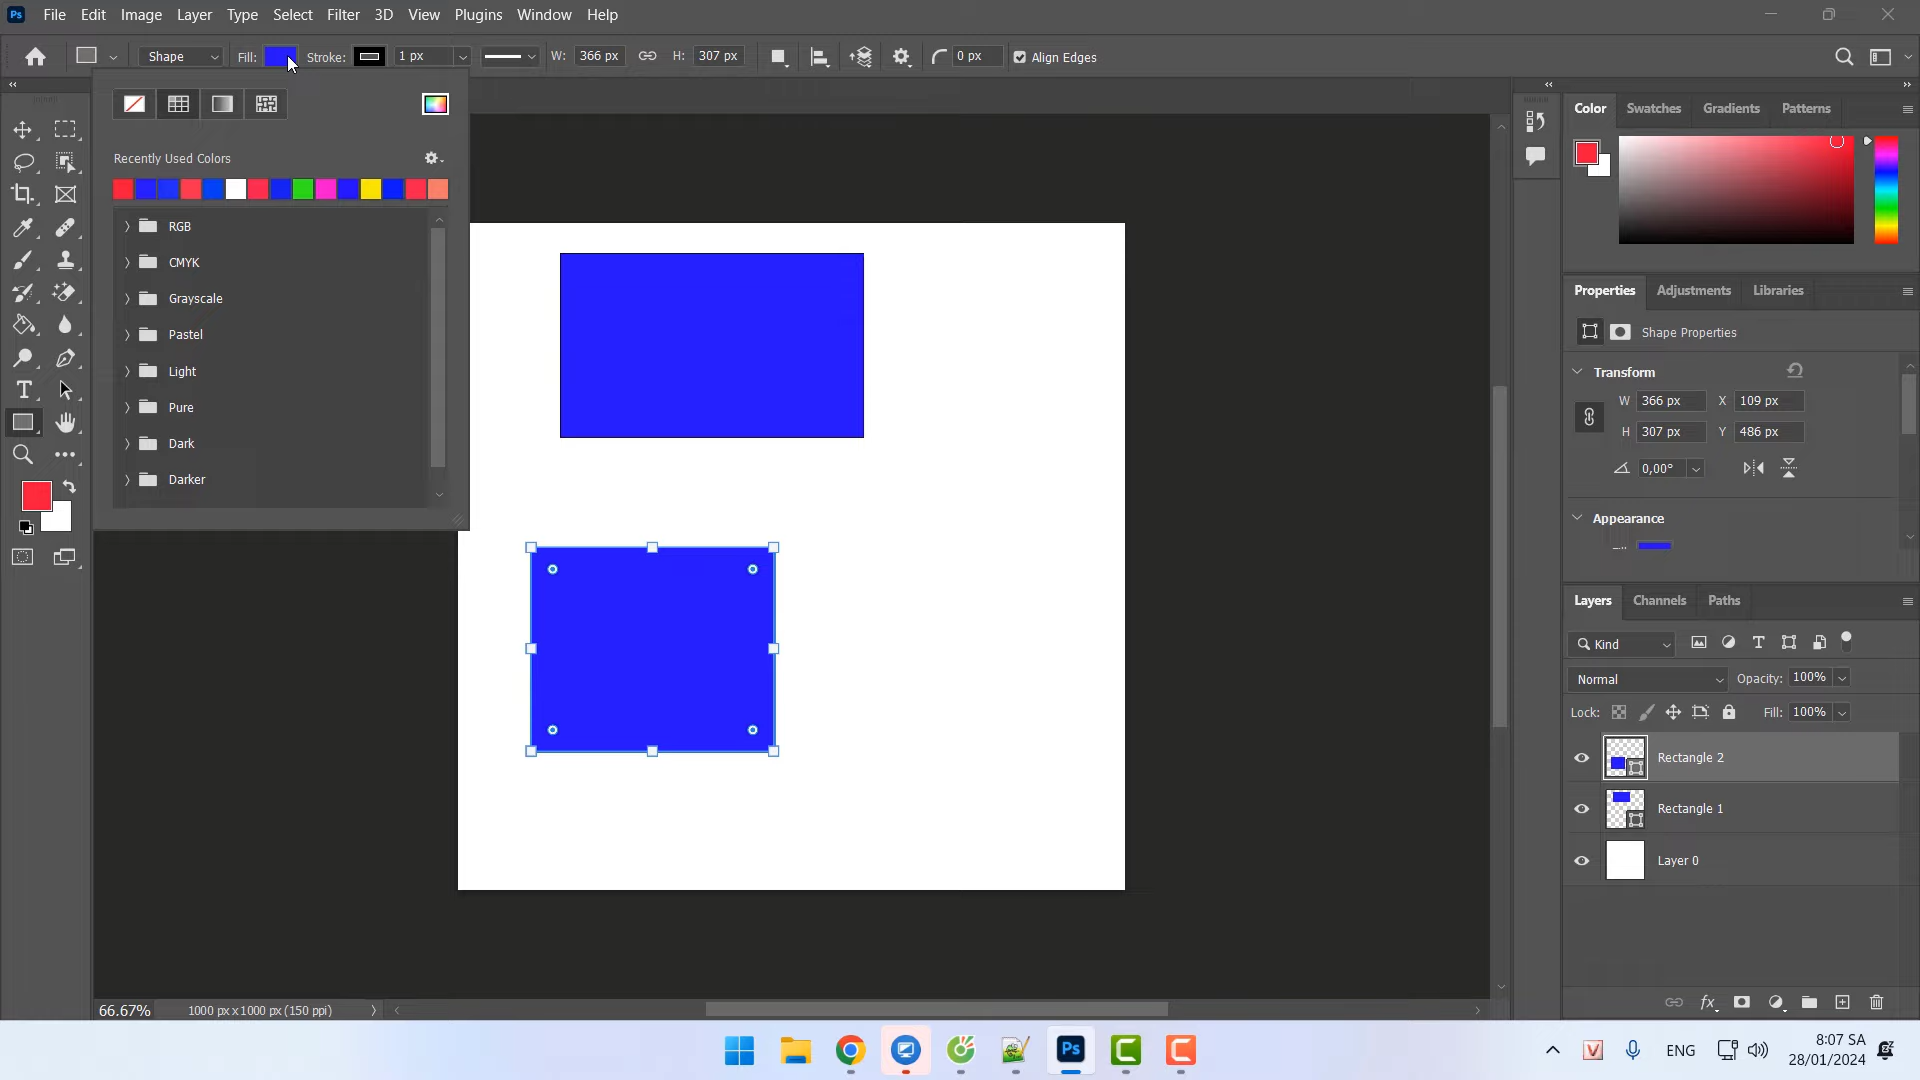 Ps File Edit Image Layer Type Select Filter 3D View Plugins Window Help
Shape Fill: Stroke: 1 px W: 366 px H: 307 px 0 px Align Edges
Recently Used Colors
RGB
CMYK
Grayscale
Pastel
Light
Pure
Dark
Darker
Color Swatches Gradients Patterns
Properties Adjustments Libraries
Shape Properties
Transform
W 366 px X 109 px
H 307 px Y 486 px
0,00°
Appearance
Layers Channels Paths
Kind
Normal Opacity: 100%
Lock: Fill: 100%
Rectangle 2
Rectangle 1
Layer 0
66.67% 1000 px x 1000 px (150 ppi)
Ps
ENG
8:07 SA
28/01/2024